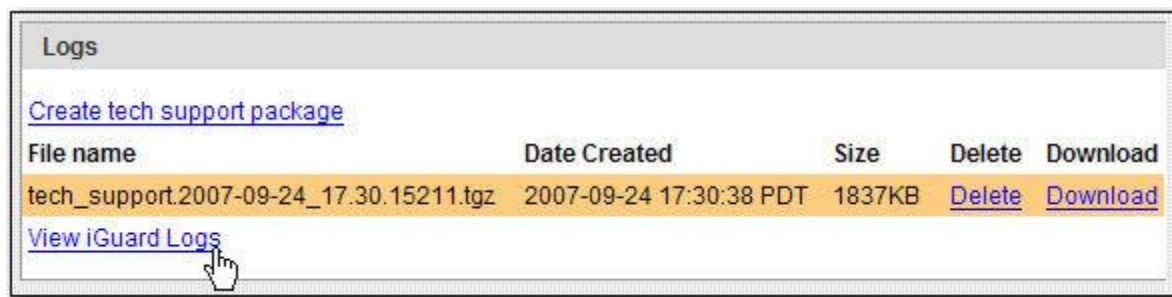 Logs
Create tech support package
File name Date Created Size Delete Download
tech_support.2007-09-24_17.30.15211.tgz 2007-09-24 17:30:38 PDT 1837KB Delete Download
View iGuard Logs